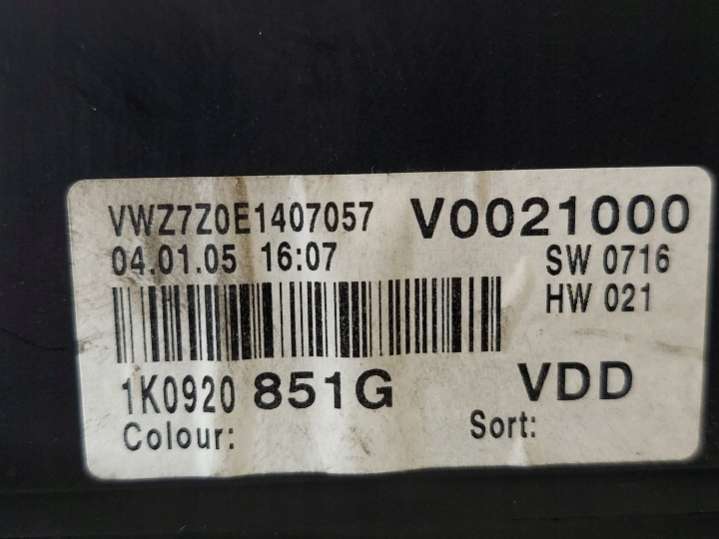 VWZ7Z0E1407057 V0021000
04.01.05 16:07 SW 0716
HW 021
1K0920 851G VDD
Colour: Sort: